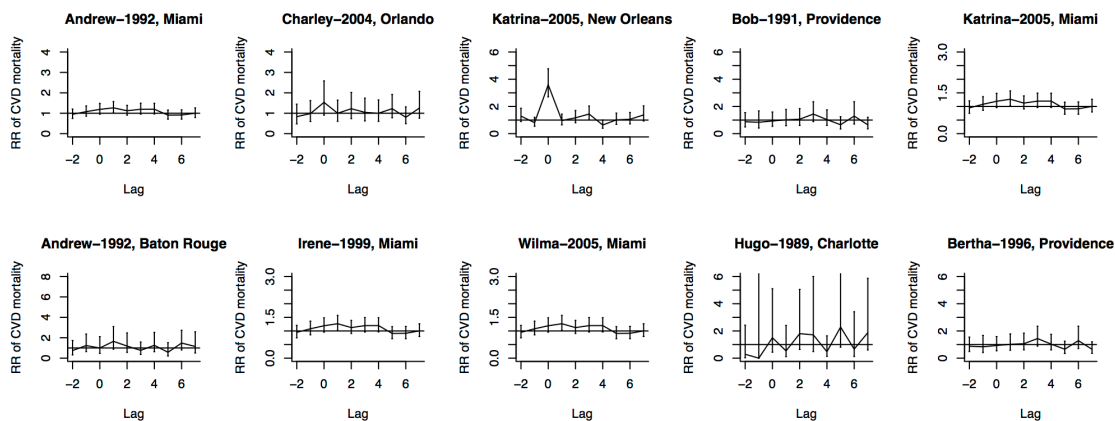 Andrew−1992, Miami
RR of CVD mortality
4
3
2
1
0
−2 0 2 4 6
Lag
Charley−2004, Orlando
RR of CVD mortality
4
3
2
1
0
−2 0 2 4 6
Lag
Katrina−2005, New Orleans
RR of CVD mortality
6
4
2
0
−2 0 2 4 6
Lag
Bob−1991, Providence
RR of CVD mortality
6
4
2
0
−2 0 2 4 6
Lag
Katrina−2005, Miami
RR of CVD mortality
3.0
1.5
0.0
−2 0 2 4 6
Lag
Andrew−1992, Baton Rouge
RR of CVD mortality
8
6
4
2
0
−2 0 2 4 6
Lag
Irene−1999, Miami
RR of CVD mortality
3.0
1.5
0.0
−2 0 2 4 6
Lag
Wilma−2005, Miami
RR of CVD mortality
3.0
1.5
0.0
−2 0 2 4 6
Lag
Hugo−1989, Charlotte
RR of CVD mortality
6
4
2
0
−2 0 2 4 6
Lag
Bertha−1996, Providence
RR of CVD mortality
6
4
2
0
−2 0 2 4 6
Lag